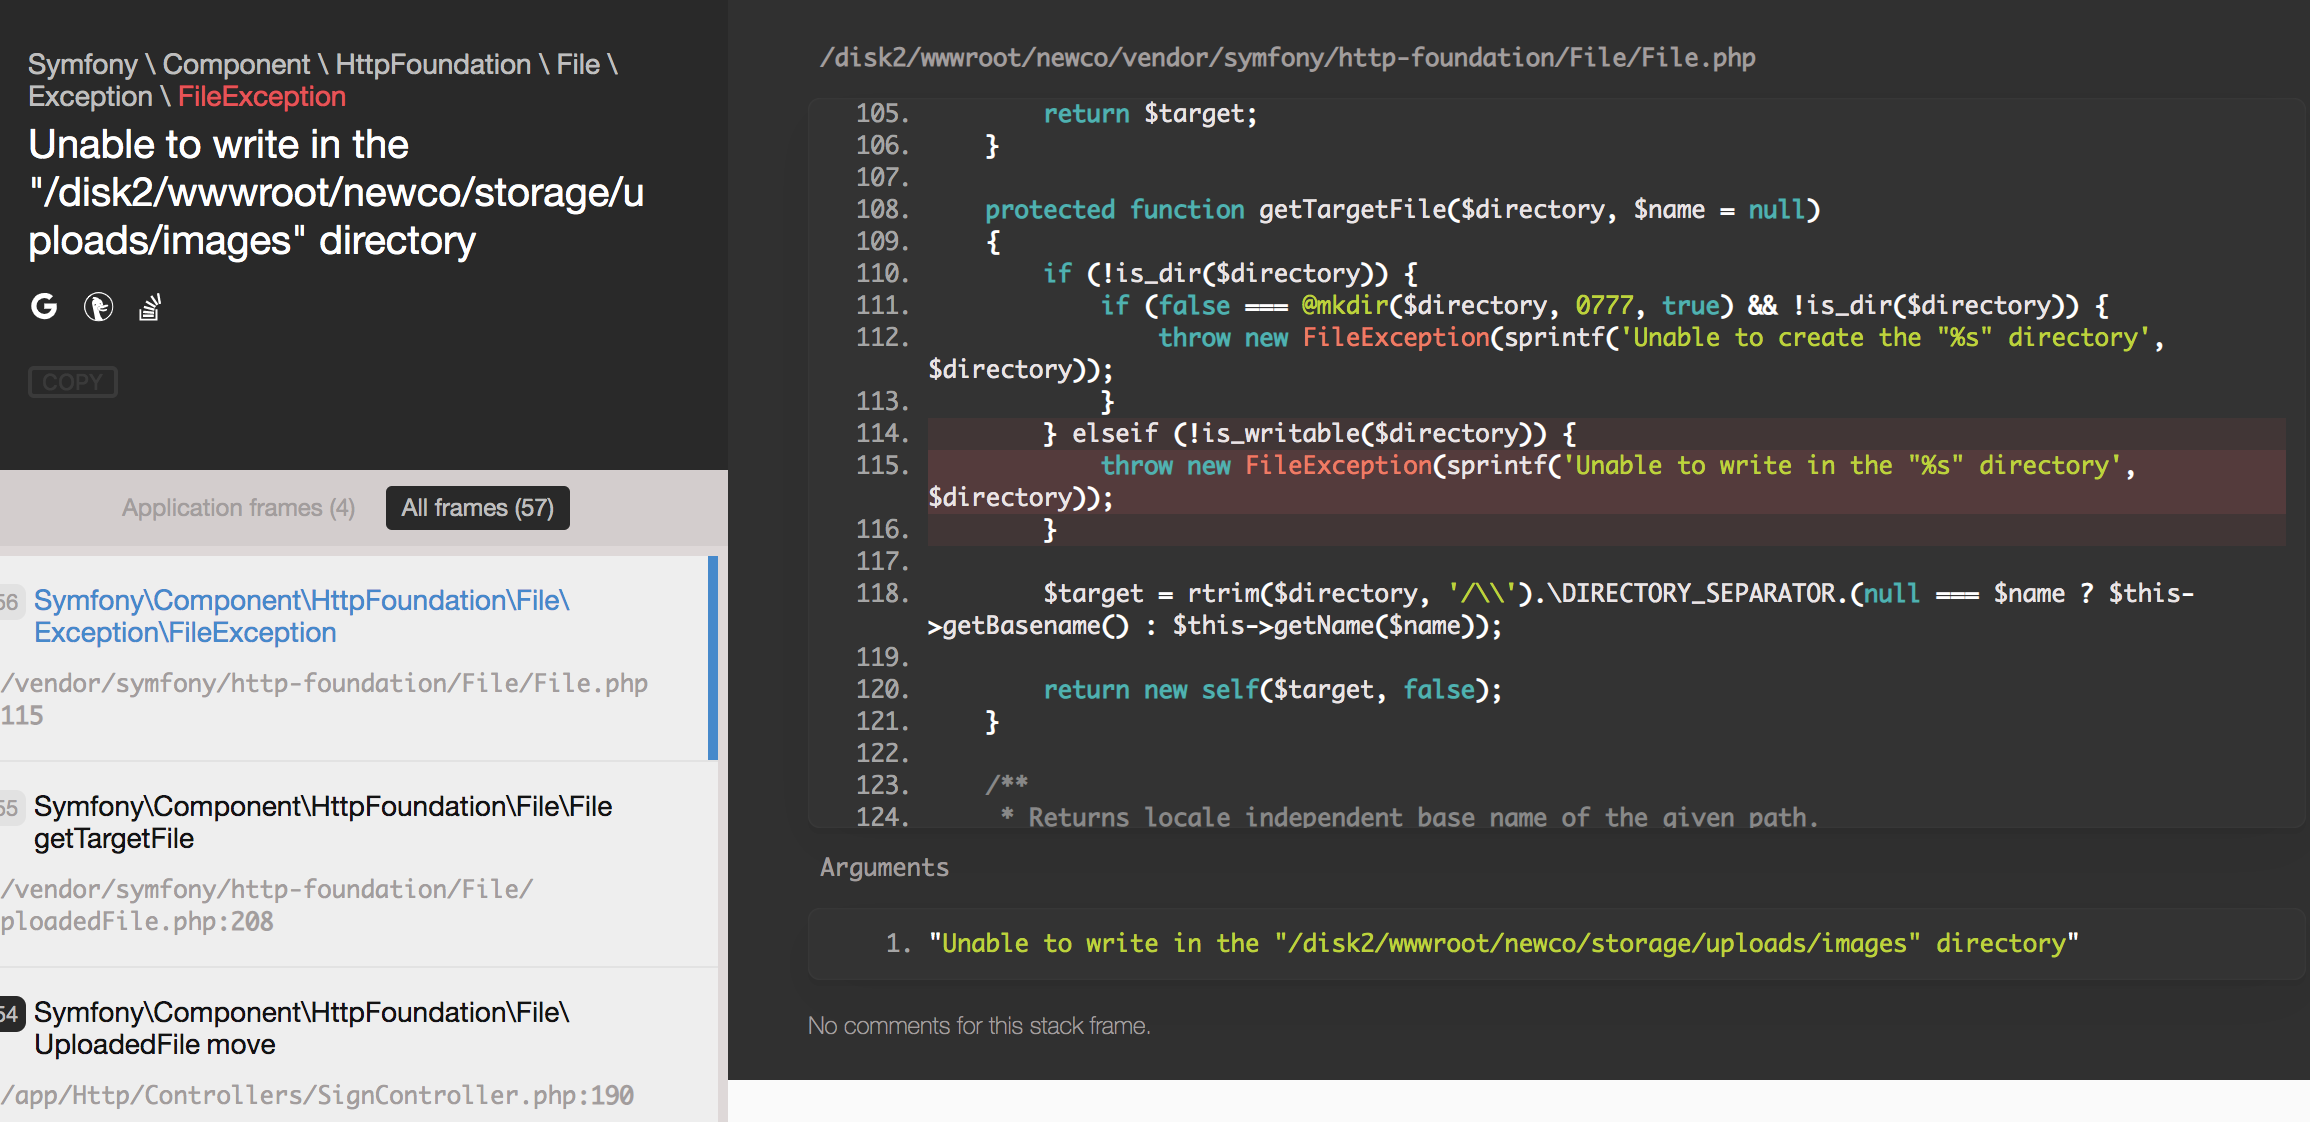 Symfony \ Component \ HttpFoundation \ File \
Exception \ FileException
Unable to write in the
"/disk2/wwwroot/newco/storage/u
ploads/images" directory
COPY
Application frames (4)
All frames (57)
56
Symfony\Component\HttpFoundation\File\
Exception\FileException
/vendor/symfony/http-foundation/File/File.php
115
55
Symfony\Component\HttpFoundation\File\File
getTargetFile
/vendor/symfony/http-foundation/File/
ploadedFile.php:208
54
Symfony\Component\HttpFoundation\File\
UploadedFile move
/app/Http/Controllers/SignController.php:190
/disk2/wwwroot/newco/vendor/symfony/http-foundation/File/File.php
105.         return $target;
106.     }
107.
108.     protected function getTargetFile($directory, $name = null)
109.     {
110.         if (!is_dir($directory)) {
111.             if (false === @mkdir($directory, 0777, true) && !is_dir($directory)) {
112.                 throw new FileException(sprintf('Unable to create the "%s" directory',
$directory));
113.             }
114.         } elseif (!is_writable($directory)) {
115.             throw new FileException(sprintf('Unable to write in the "%s" directory',
$directory));
116.         }
117.
118.         $target = rtrim($directory, '/\\').\DIRECTORY_SEPARATOR.(null === $name ? $this-
>getBasename() : $this->getName($name));
119.
120.         return new self($target, false);
121.     }
122.
123.     /**
124.      * Returns locale independent base name of the given path.
Arguments
1. "Unable to write in the "/disk2/wwwroot/newco/storage/uploads/images" directory"
No comments for this stack frame.